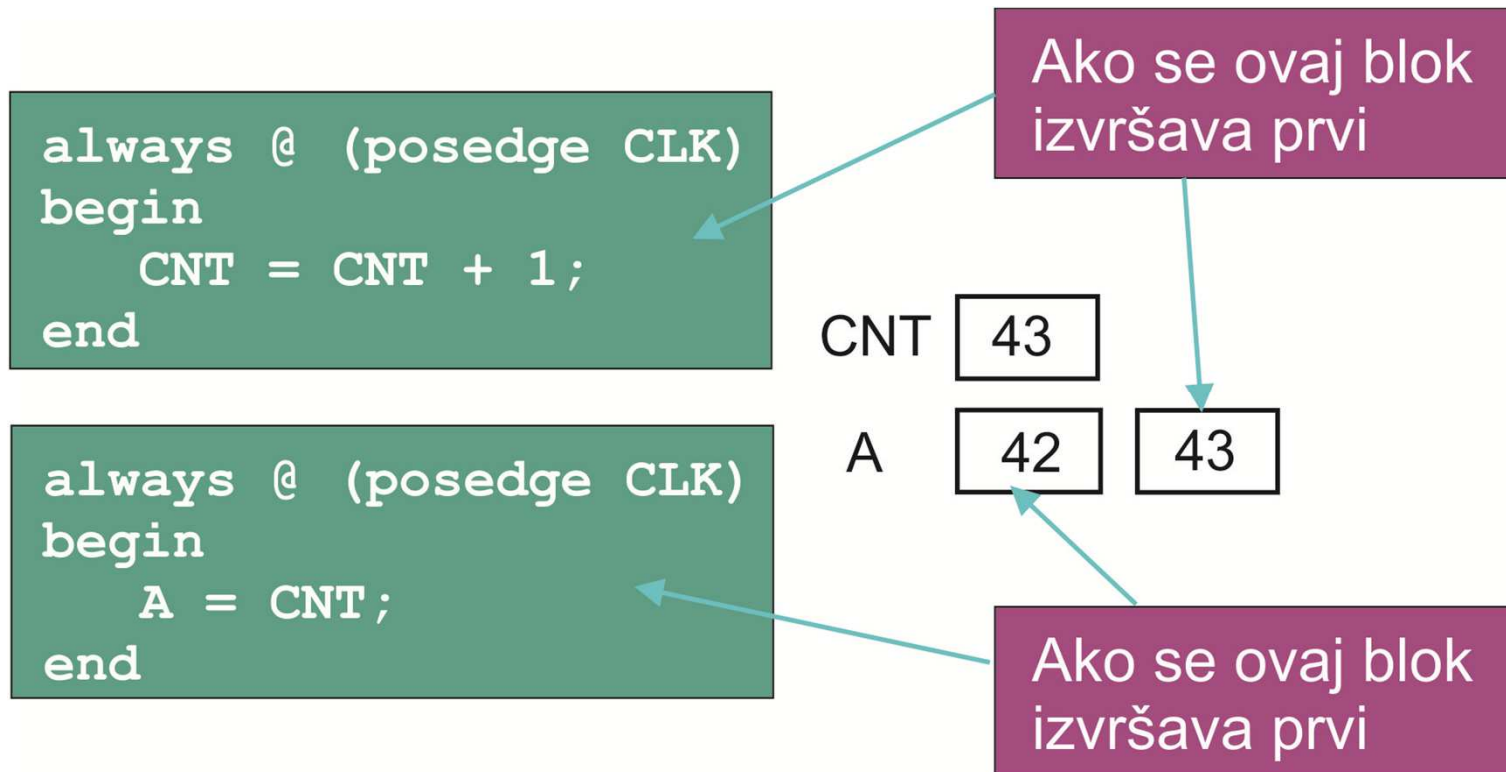 always @ (posedge CLK)
begin
CNT = CNT + 1;
end
Ako se ovaj blok
izvršava prvi
CNT 43
A 42 43
always @ (posedge CLK)
begin
A = CNT;
end
Ako se ovaj blok
izvršava prvi